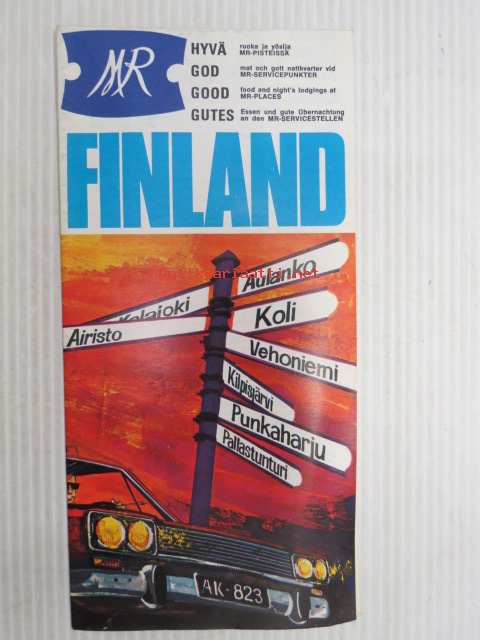 MR
HYVÄ ruoka ja yösija
MR-PISTEISSÄ
GOD mat och gott nattkvarter vid
MR-SERVICEPUNKTER
GOOD food and night's lodgings at
MR-PLACES
GUTES Essen und gute Übernachtung
an den MR-SERVICESTELLEN
FINLAND
Aulanko
Kalajoki
Koli
Airisto
Vehoniemi
Kilpisjärvi
Punkaharju
Pallastunturi
AK-823